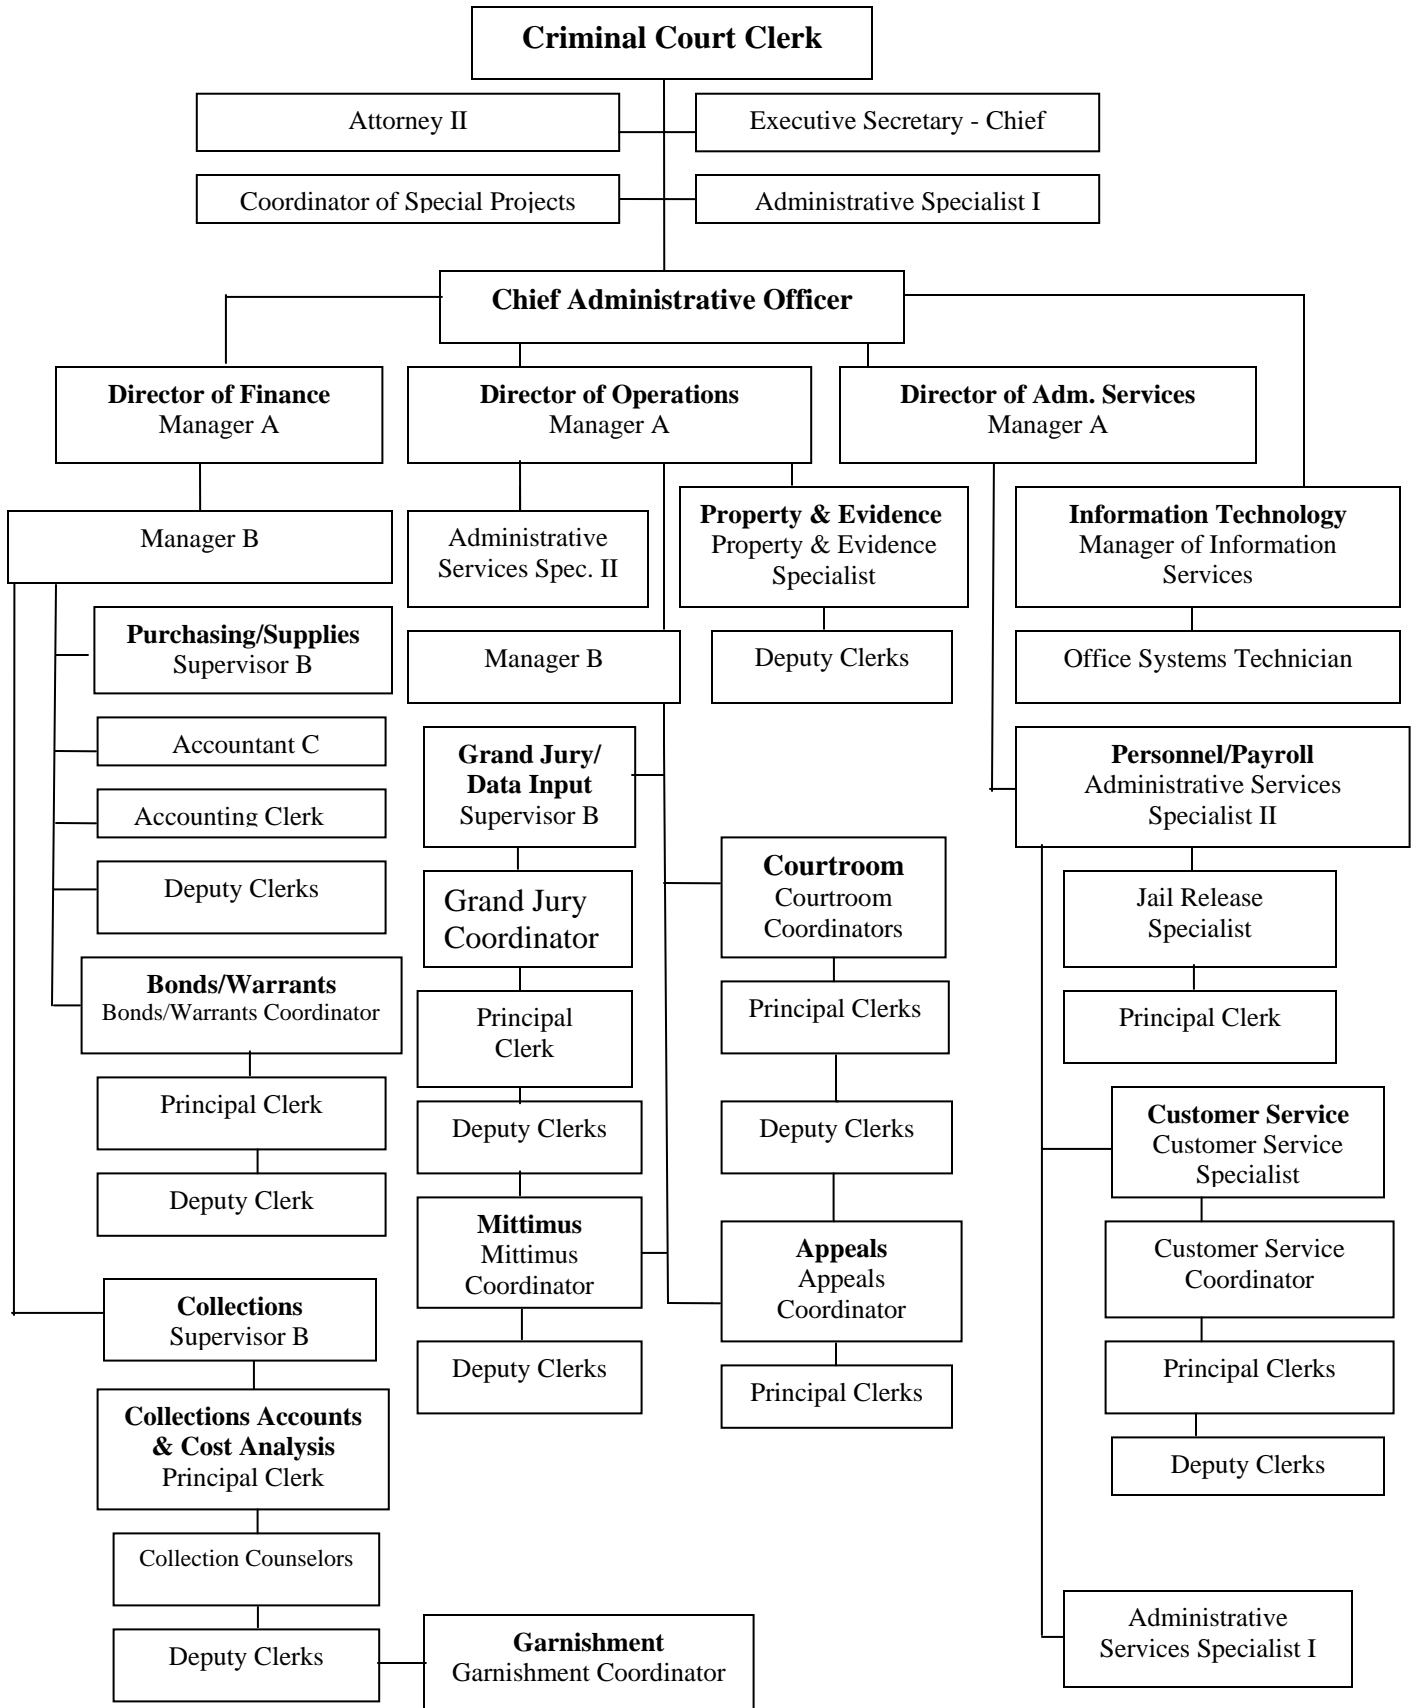 Criminal Court Clerk
Attorney II
Executive Secretary - Chief
Coordinator of Special Projects
Administrative Specialist I
Chief Administrative Officer
Director of Finance
Manager A
Director of Operations
Manager A
Director of Adm. Services
Manager A
Manager B
Administrative
Services Spec. II
Property & Evidence
Property & Evidence
Specialist
Information Technology
Manager of Information
Services
Purchasing/Supplies
Supervisor B
Manager B
Deputy Clerks
Office Systems Technician
Accountant C
Accounting Clerk
Deputy Clerks
Bonds/Warrants
Bonds/Warrants Coordinator
Principal Clerk
Deputy Clerk
Collections
Supervisor B
Collections Accounts
& Cost Analysis
Principal Clerk
Collection Counselors
Deputy Clerks
Garnishment
Garnishment Coordinator
Grand Jury/
Data Input
Supervisor B
Grand Jury
Coordinator
Principal
Clerk
Deputy Clerks
Mittimus
Mittimus
Coordinator
Deputy Clerks
Courtroom
Courtroom
Coordinators
Principal Clerks
Deputy Clerks
Appeals
Appeals
Coordinator
Principal Clerks
Personnel/Payroll
Administrative Services
Specialist II
Jail Release
Specialist
Principal Clerk
Customer Service
Customer Service
Specialist
Customer Service
Coordinator
Principal Clerks
Deputy Clerks
Administrative
Services Specialist I